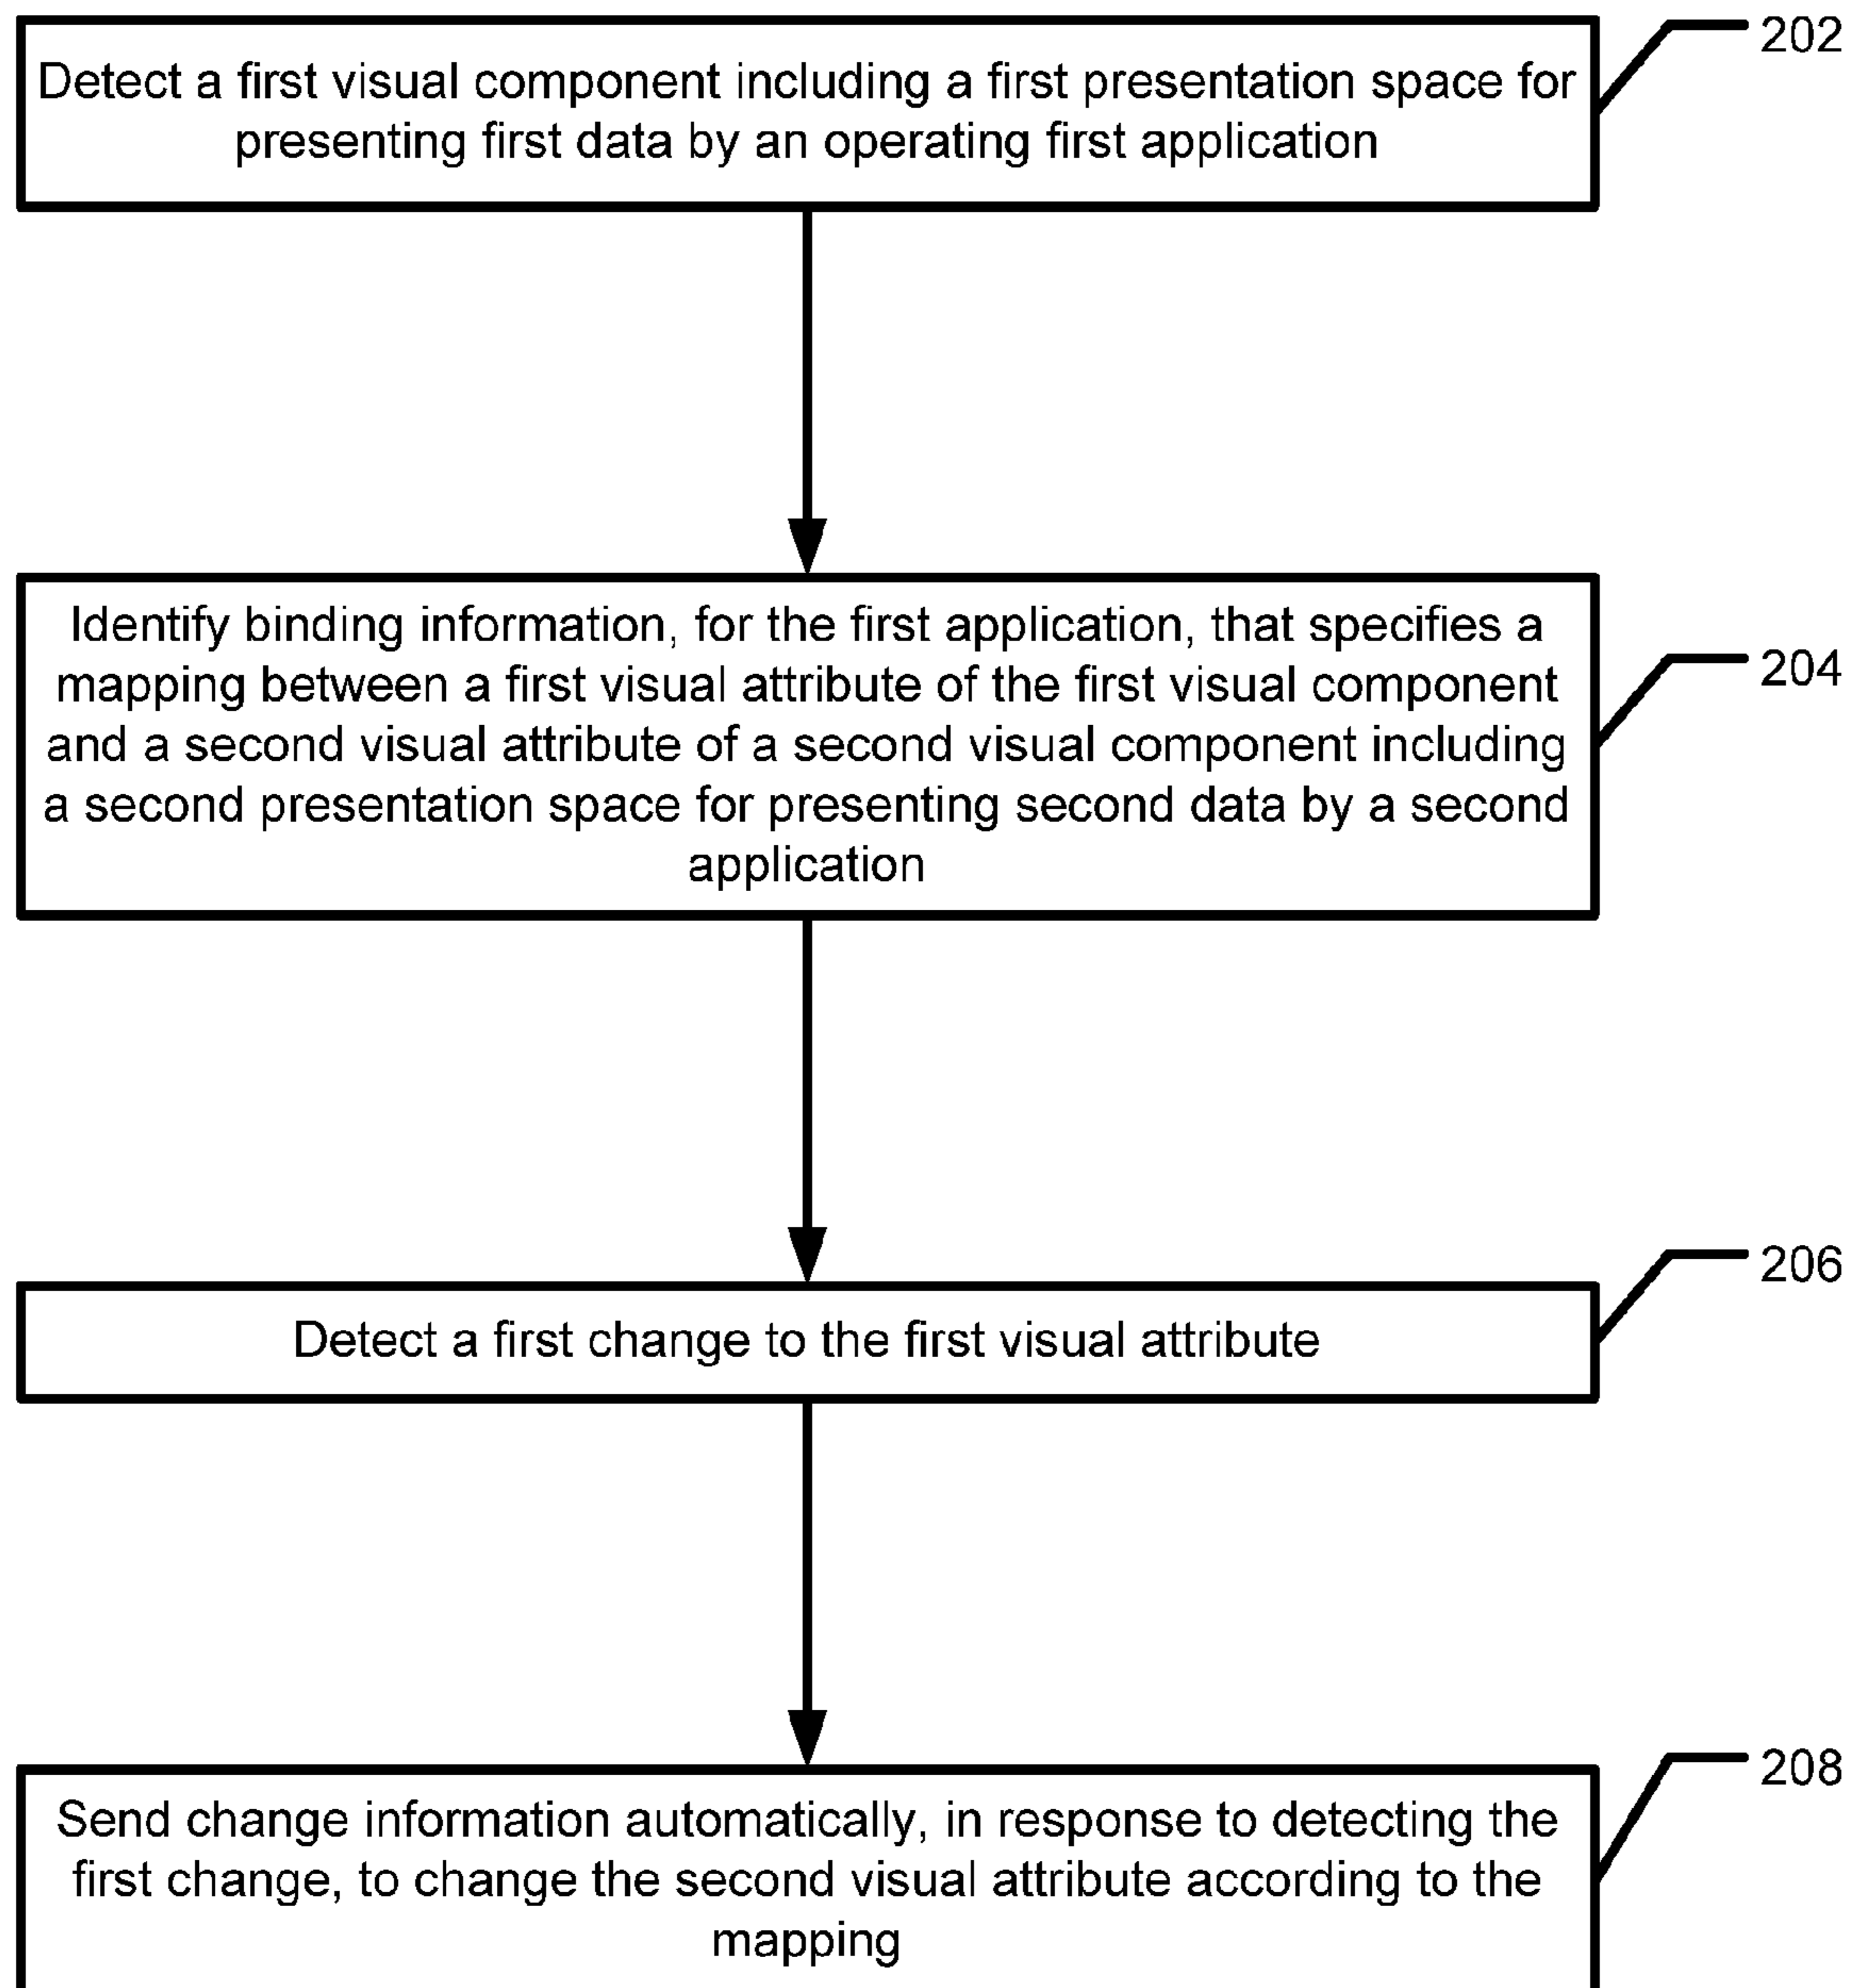 202
Detect a first visual component including a first presentation space for
presenting first data by an operating first application
Identify binding information, for the first application, that specifies a
204
mapping between a first visual attribute of the first visual component
and a second visual attribute of a second visual component including
a second presentation space for presenting second data by a second
application
206
Detect a first change to the first visual attribute
208
Send change information automatically, in response to detecting the
first change, to change the second visual attribute according to the
mapping